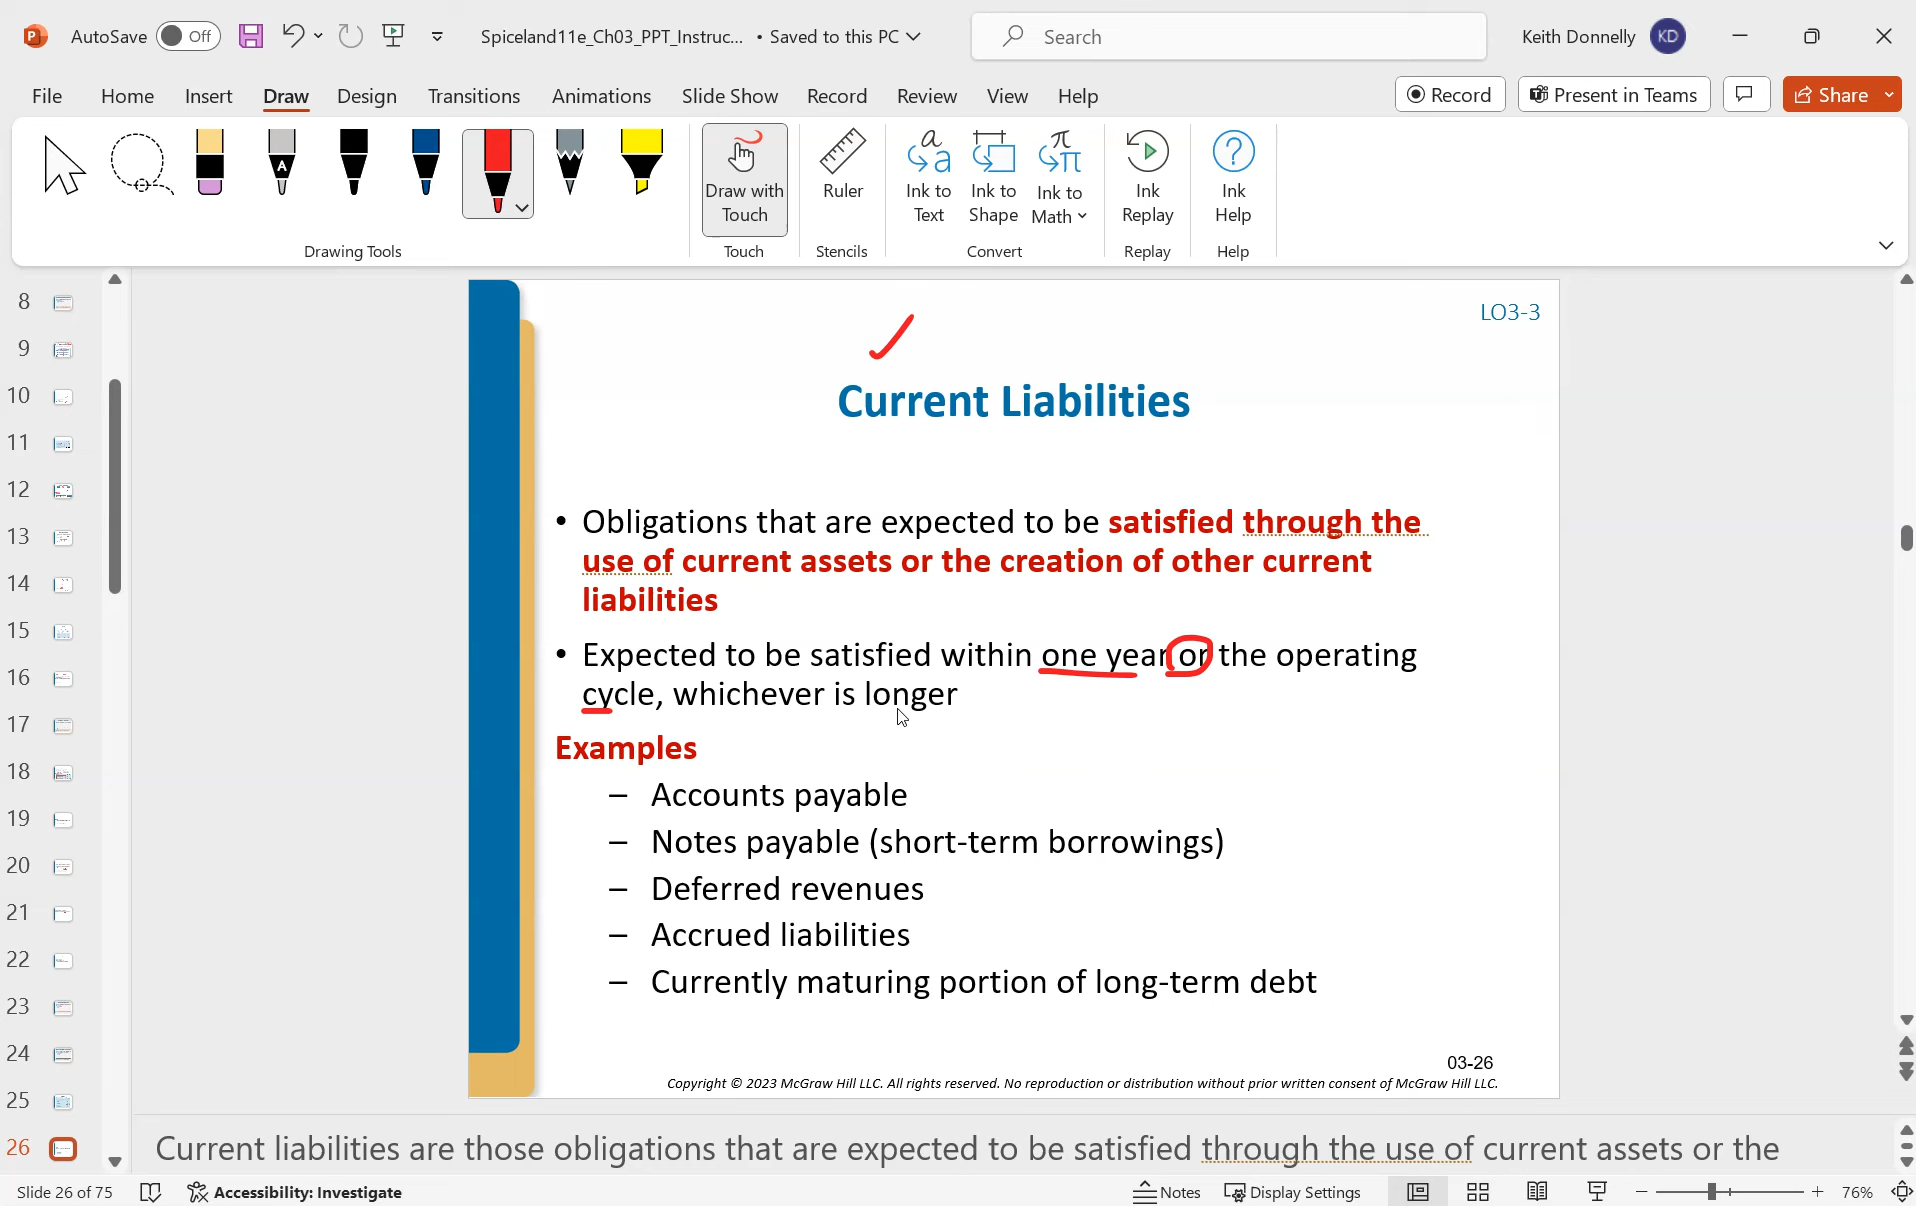 AutoSave Off Spiceland11e_Ch03_PPT_Instruc... • Saved to this PC Search Keith Donnelly KD
File Home Insert Draw Design Transitions Animations Slide Show Record Review View Help Record Present in Teams Share
Draw with Touch
Ruler
Ink to Text
Ink to Shape
Ink to Math
Ink Replay
Ink Help
Drawing Tools Touch Stencils Convert Replay Help
8
9
10
11
12
13
14
15
16
17
18
19
20
21
22
23
24
25
26
LO3-3
Current Liabilities
• Obligations that are expected to be satisfied through the
use of current assets or the creation of other current
liabilities
• Expected to be satisfied within one year or the operating
cycle, whichever is longer
Examples
– Accounts payable
– Notes payable (short-term borrowings)
– Deferred revenues
– Accrued liabilities
– Currently maturing portion of long-term debt
03-26
Copyright © 2023 McGraw Hill LLC. All rights reserved. No reproduction or distribution without prior written consent of McGraw Hill LLC.
Current liabilities are those obligations that are expected to be satisfied through the use of current assets or the
Slide 26 of 75 Accessibility: Investigate Notes Display Settings 76%